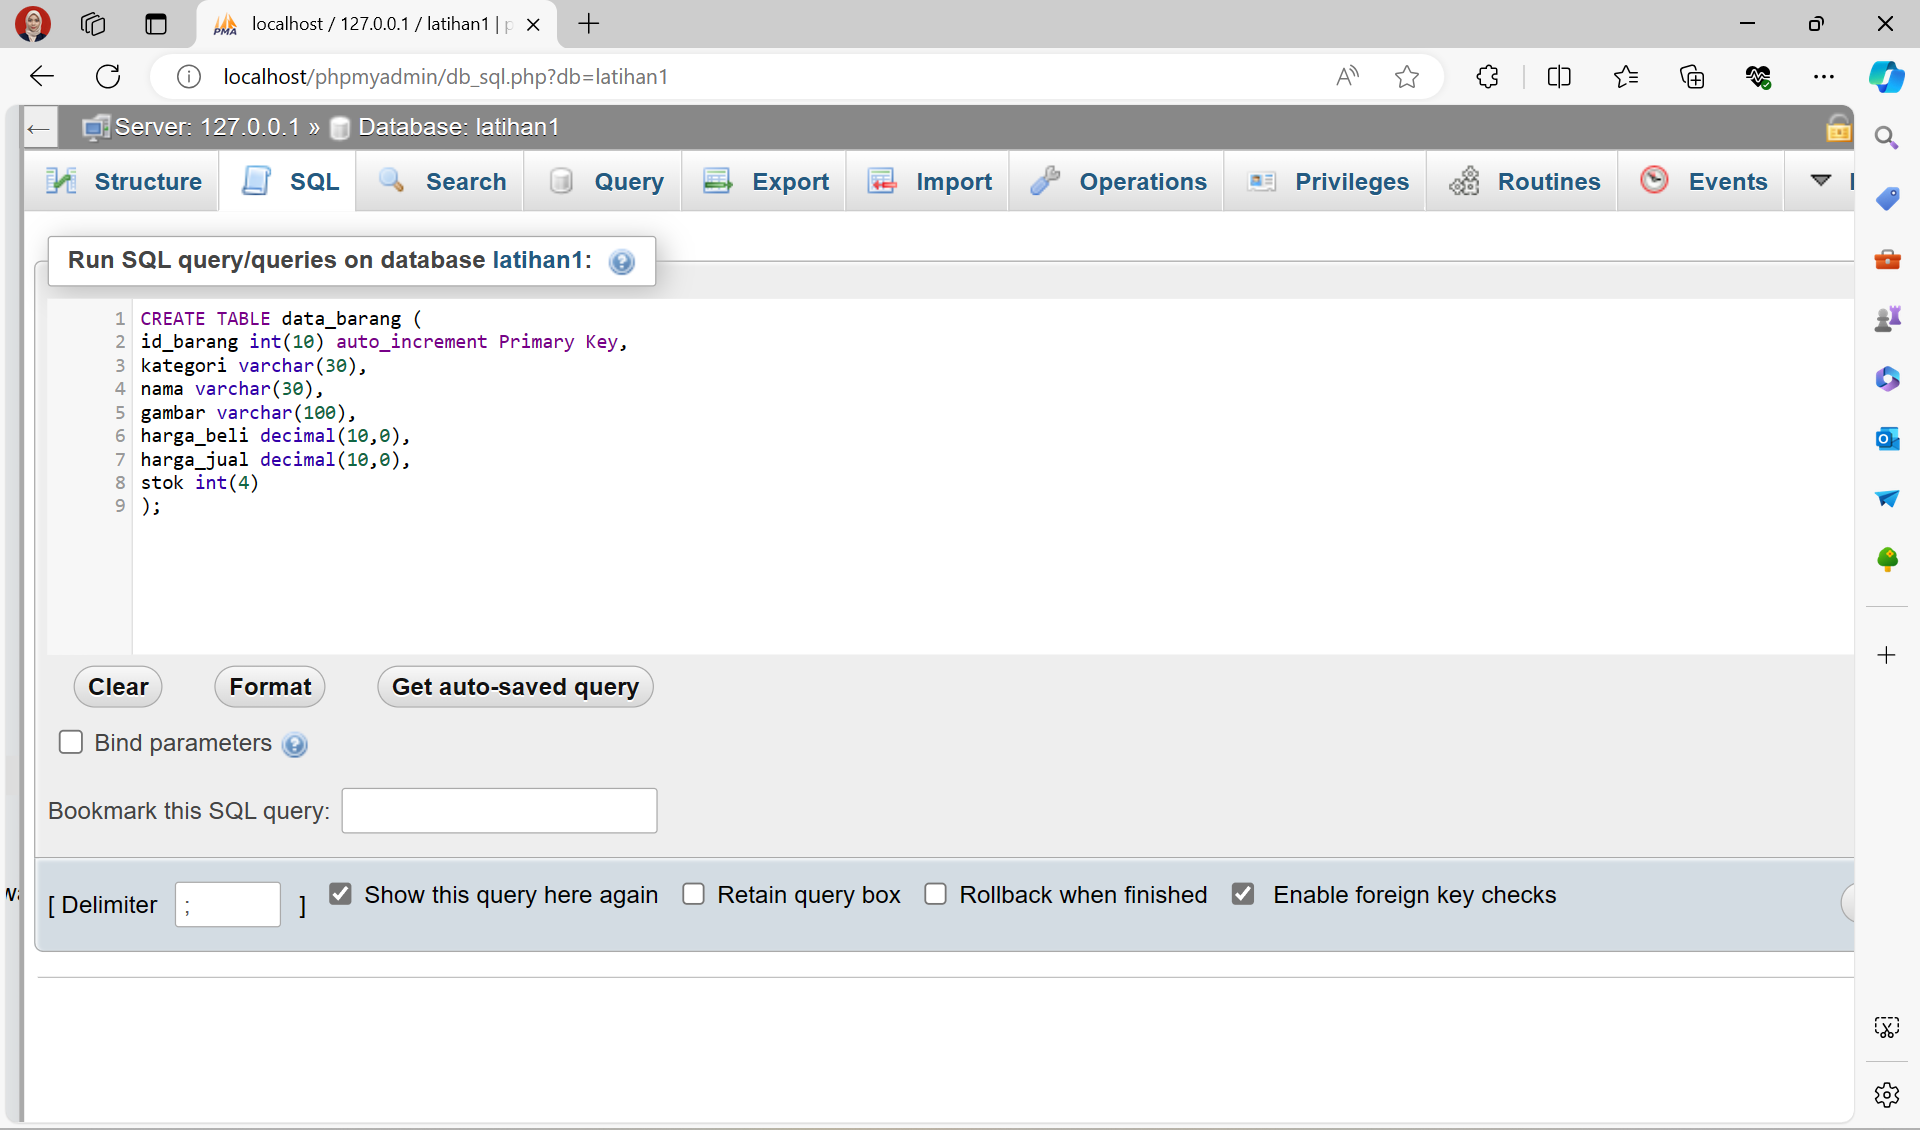 PMA localhost / 127.0.0.1 / latihan1 | p
localhost/phpmyadmin/db_sql.php?db=latihan1
Server: 127.0.0.1 » Database: latihan1
Structure SQL Search Query Export Import Operations Privileges Routines Events
Run SQL query/queries on database latihan1:
1 CREATE TABLE data_barang (
2 id_barang int(10) auto_increment Primary Key,
3 kategori varchar(30),
4 nama varchar(30),
5 gambar varchar(100),
6 harga_beli decimal(10,0),
7 harga_jual decimal(10,0),
8 stok int(4)
9 );
Clear Format Get auto-saved query
Bind parameters
Bookmark this SQL query:
[ Delimiter ; ] Show this query here again Retain query box Rollback when finished Enable foreign key checks